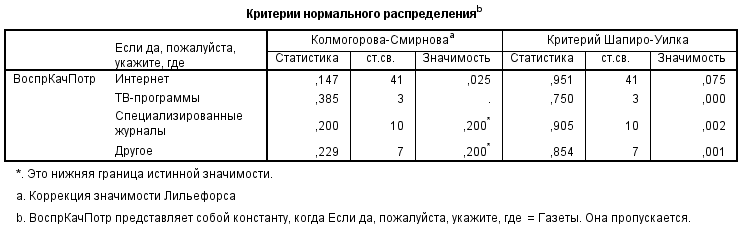 Критерии нормального распределения b
Если да, пожалуйста, укажите, где Колмогорова-Смирнова a Критерий Шапиро-Уилка
Статистика ст.св. Значимость Статистика ст.св. Значимость
ВоспрКачПотр Интернет ,147 41 ,025 ,951 41 ,075
ТВ-программы ,385 3 . ,750 3 ,000
Специализированные журналы ,200 10 ,200* ,905 10 ,002
Другое ,229 7 ,200* ,854 7 ,001
*. Это нижняя граница истинной значимости.
a. Коррекция значимости Лильефорса
b. ВоспрКачПотр представляет собой константу, когда Если да, пожалуйста, укажите, где = Газеты. Она пропускается.